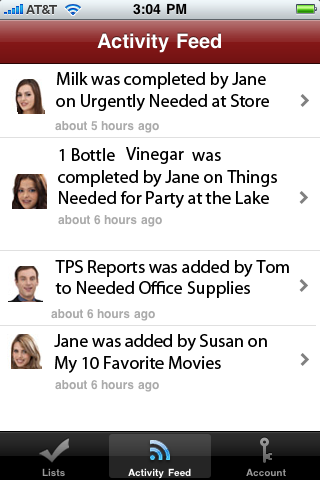 AT&T 3:04 PM
Activity Feed
Milk was completed by Jane
on Urgently Needed at Store
about 5 hours ago
1 Bottle Vinegar was
completed by Jane on Things
Needed for Party at the Lake
about 6 hours ago
TPS Reports was added by Tom
to Needed Office Supplies
about 6 hours ago
Jane was added by Susan on
My 10 Favorite Movies
about 6 hours ago
Lists Activity Feed Account